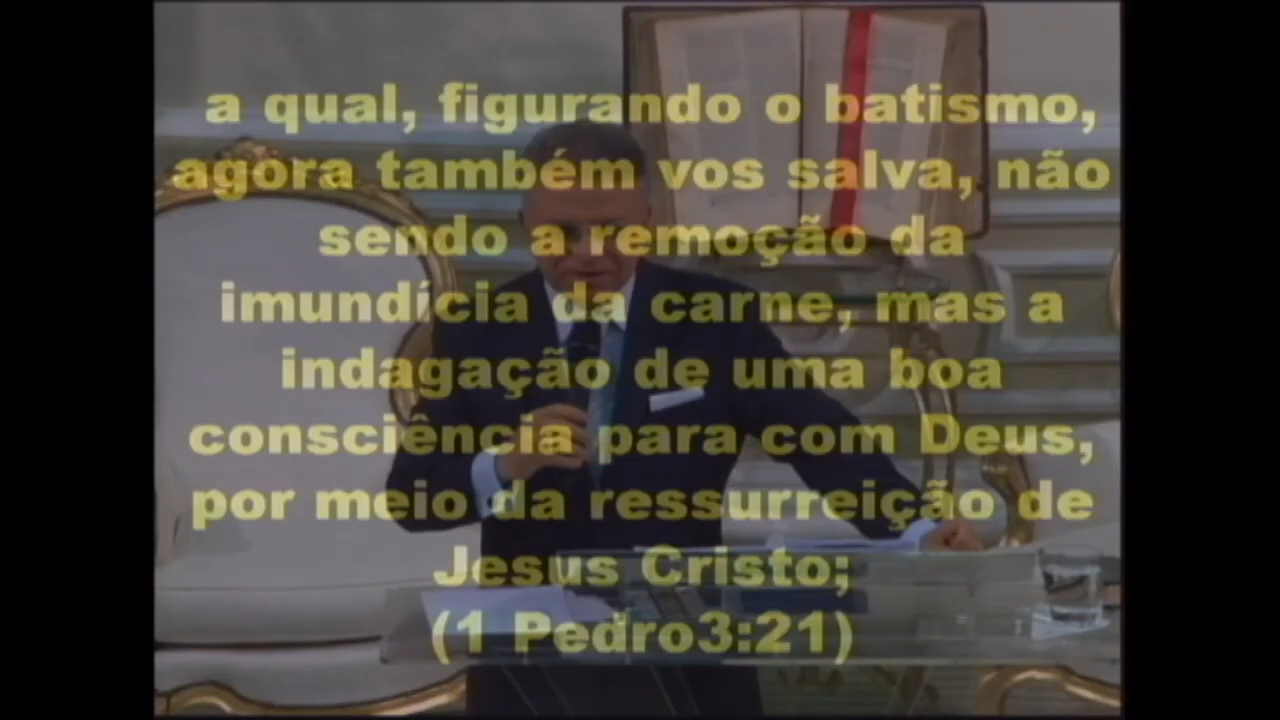 a qual, figurando o batismo,
agora também vos salva, não
sendo a remoção da
imundícia da carne, mas a
indagação de uma boa
consciência para com Deus,
por meio da ressurreição de
Jesus Cristo;
(1 Pedro3:21)